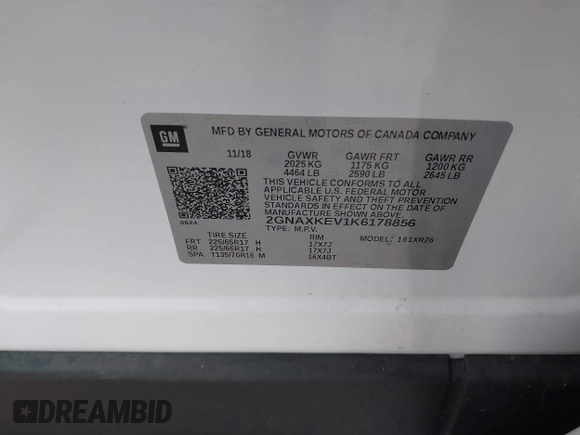 GM
MFD BY GENERAL MOTORS OF CANADA COMPANY
11/18 GVWR GAWR FRT GAWR RR
2025 KG 1175 KG 1200 KG
4464 LB 2590 LB 2645 LB
THIS VEHICLE CONFORMS TO ALL
APPLICABLE U.S. FEDERAL MOTOR
VEHICLE SAFETY AND THEFT PREVENTION
STANDARDS IN EFFECT ON THE DATE
OF MANUFACTURE SHOWN ABOVE.
2GNAXKEV1K6178856
TYPE: M.P.V. MODEL: 161XR26
8624
TIRE SIZE RIM
FRT 225/65R17 H 17X7J
RR 225/65R17 H 17X7J
SPA T135/70R16 M 16X4BT
DREAMBID